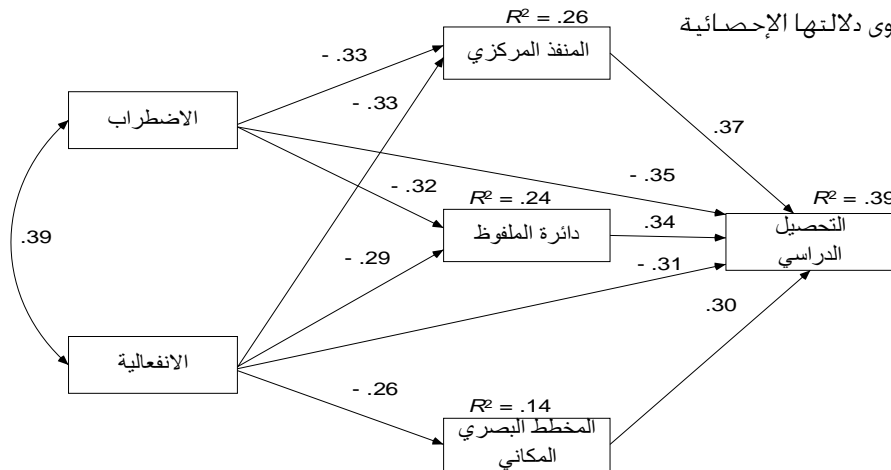 وى دلالتها الإحصائية
R² = .26
المنفذ المركزي
- .33
- .33
الاضطراب
.37
- .35
- .32
R² = .24
R² = .39
دائرة الملفوظ
.34
التحصيل
الدراسي
.39
- .29
- .31
.30
الانفعالية
- .26
R² = .14
المخطط البصري
المكاني